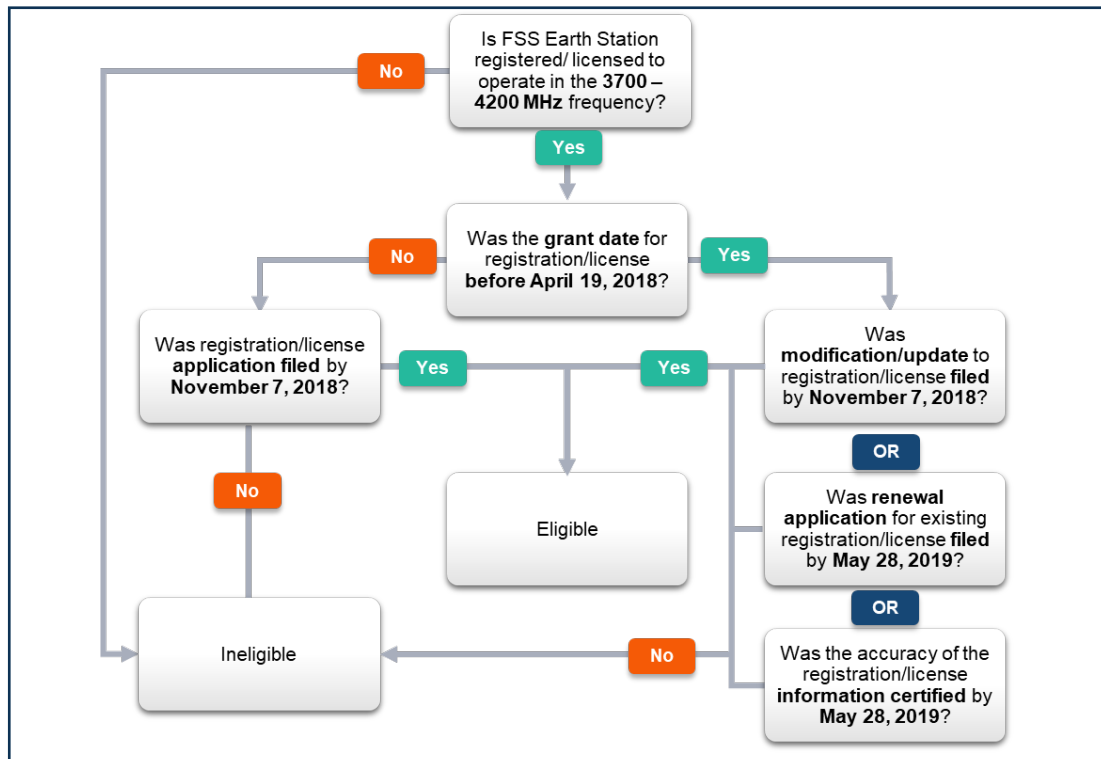 Is FSS Earth Station
registered/ licensed to
operate in the 3700 –
4200 MHz frequency?
No
Yes
Was the grant date for
registration/license
before April 19, 2018?
No
Yes
Was registration/license
application filed by
November 7, 2018?
Yes
Yes
Was
modification/update to
registration/license filed
by November 7, 2018?
OR
No
Eligible
Was renewal
application for existing
registration/license filed
by May 28, 2019?
OR
Ineligible
No
Was the accuracy of the
registration/license
information certified by
May 28, 2019?